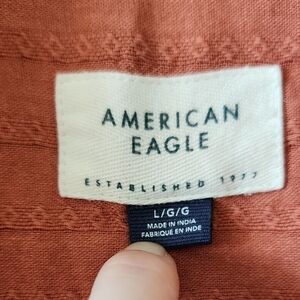 AMERICAN
EAGLE
ESTABLISHED 1977
L/G/G
MADE IN INDIA
FABRIQUÉ EN INDE